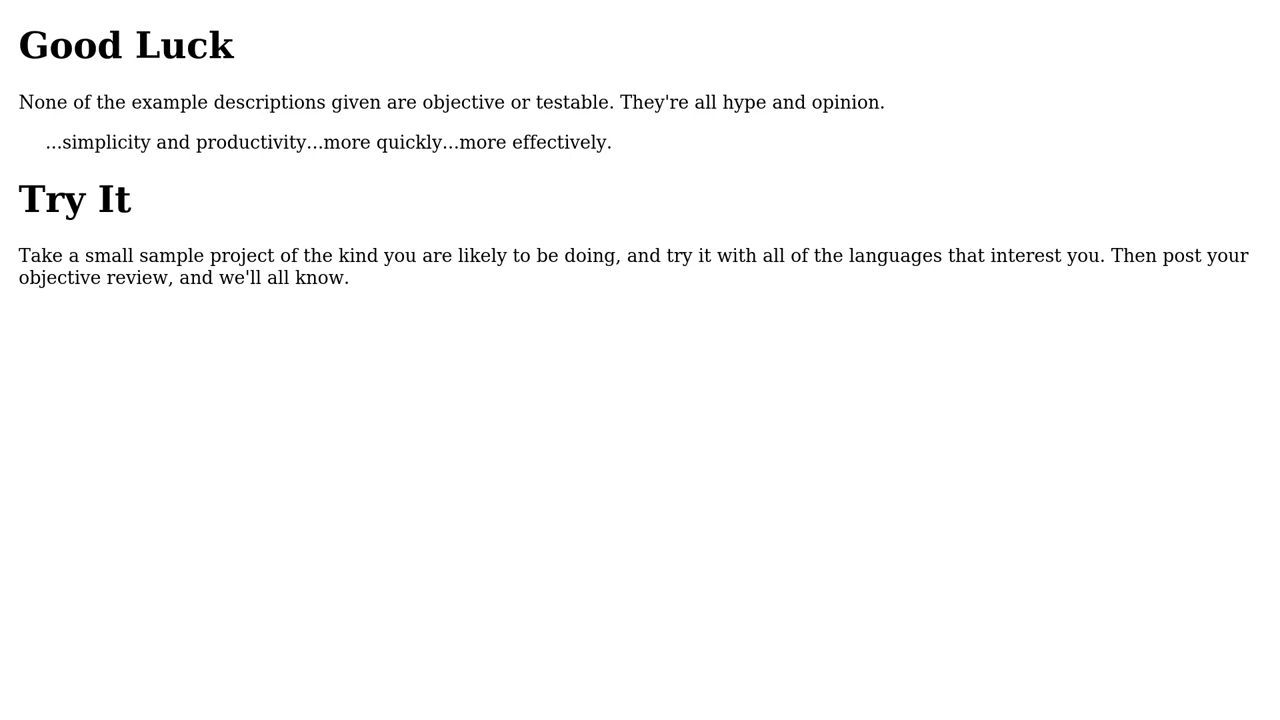 Good Luck
None of the example descriptions given are objective or testable. They're all hype and opinion.
...simplicity and productivity...more quickly...more effectively.
Try It
Take a small sample project of the kind you are likely to be doing, and try it with all of the languages that interest you. Then post your
objective review, and we'll all know.